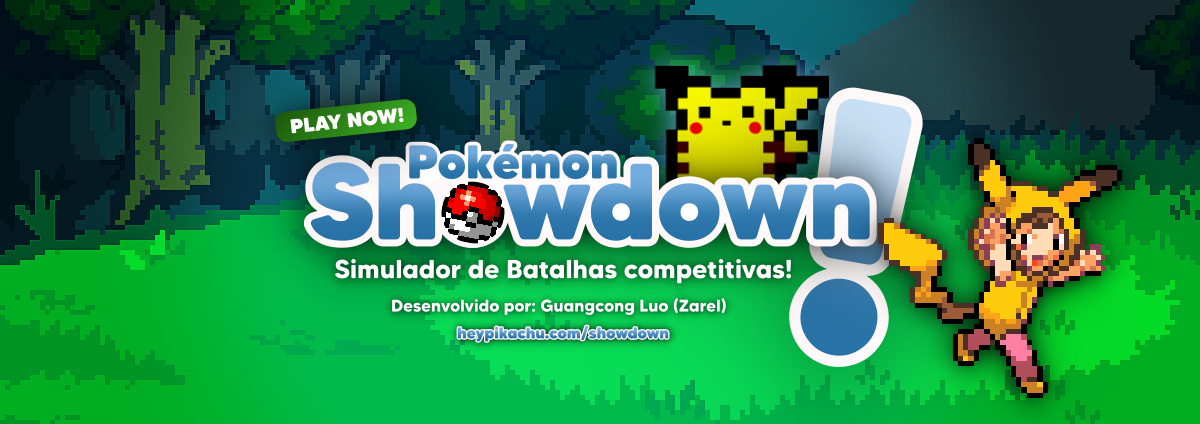 PLAY NOW!
Pokémon
Showdown!
Simulador de Batalhas competitivas!
Desenvolvido por: Guangcong Luo (Zarel)
heypikachu.com/showdown